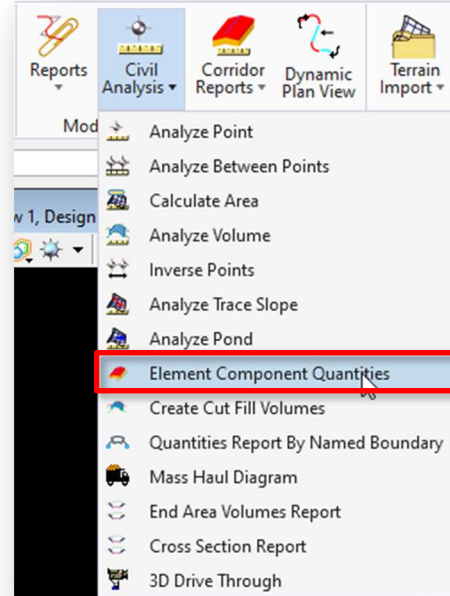 Reports
Civil
Analysis
Corridor
Reports
Dynamic
Plan View
Terrain
Import
Mod
w 1, Design
Analyze Point
Analyze Between Points
Calculate Area
Analyze Volume
Inverse Points
Analyze Trace Slope
Analyze Pond
Element Component Quantities
Create Cut Fill Volumes
Quantities Report By Named Boundary
Mass Haul Diagram
End Area Volumes Report
Cross Section Report
3D Drive Through